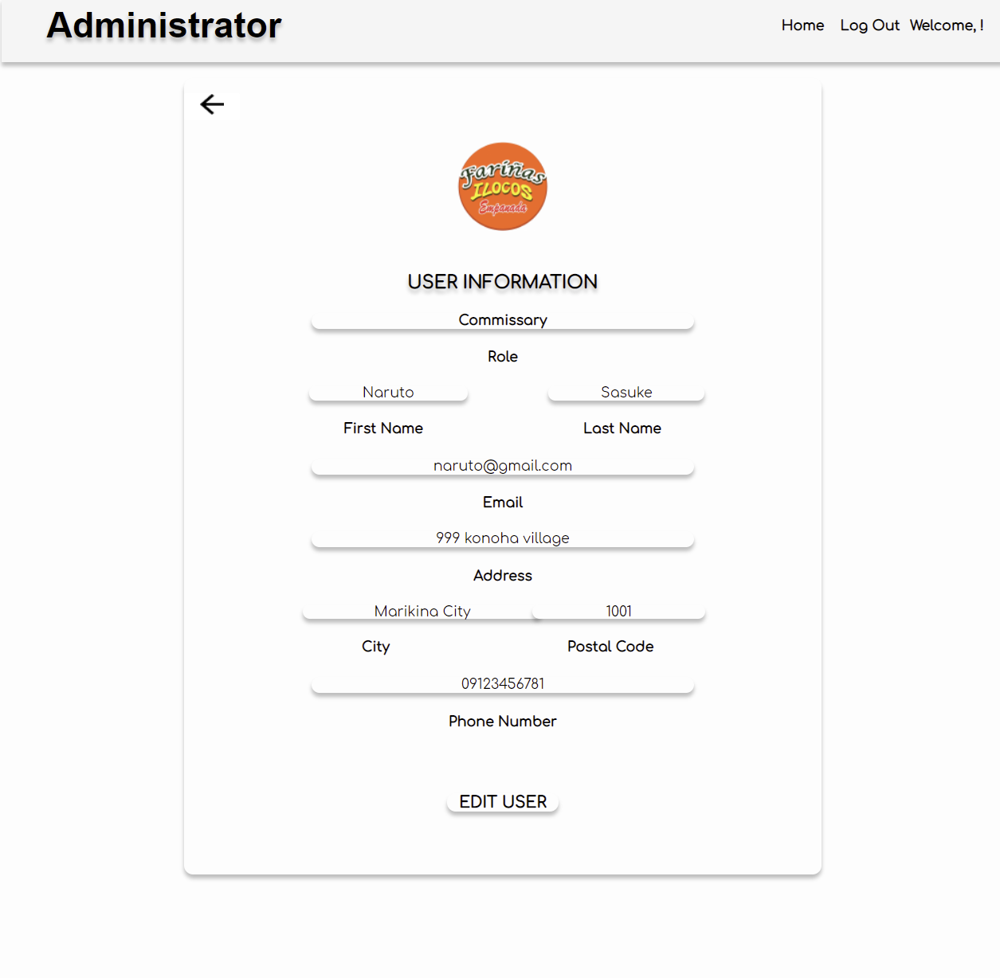 Administrator
Home Log Out Welcome, !
Fariñas
ILOCOS
Empanada
USER INFORMATION
Commissary
Role
Naruto Sasuke
First Name Last Name
naruto@gmail.com
Email
999 konoha village
Address
Marikina City 1001
City Postal Code
09123456781
Phone Number
EDIT USER